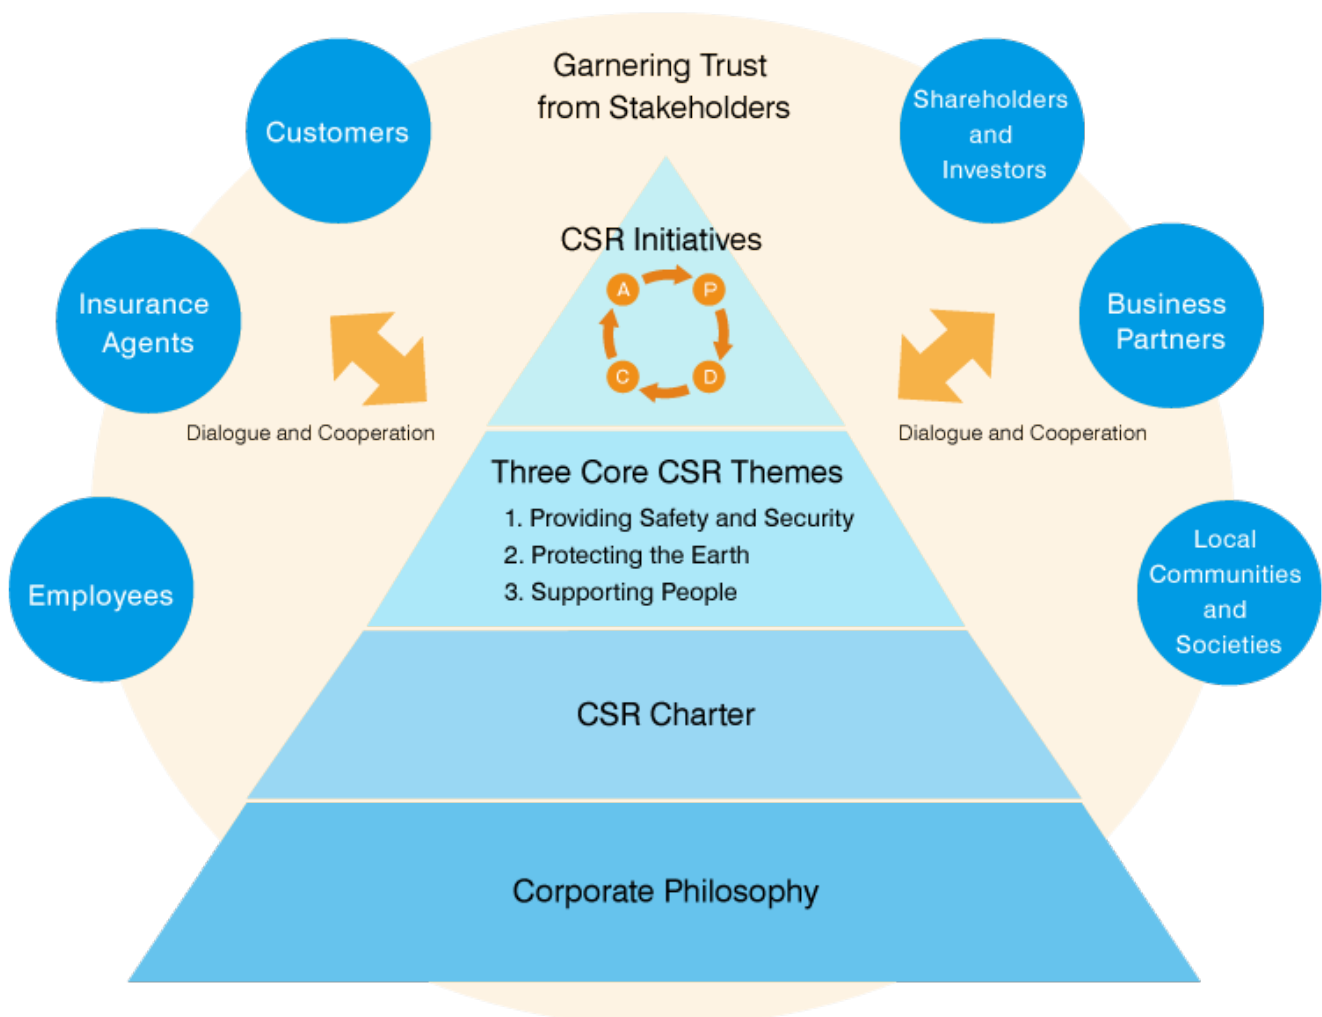 Garnering Trust
from Stakeholders
Customers
Shareholders
and
Investors
Insurance
Agents
Business
Partners
CSR Initiatives
A
P
C
D
Dialogue and Cooperation
Dialogue and Cooperation
Three Core CSR Themes
1. Providing Safety and Security
2. Protecting the Earth
3. Supporting People
Employees
Local
Communities
and
Societies
CSR Charter
Corporate Philosophy